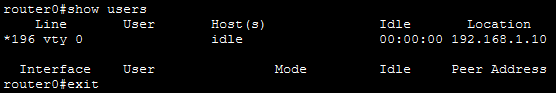 router0#show users
    Line       User       Host(s)              Idle       Location
*196 vty 0                idle                 00:00:00 192.168.1.10

  Interface    User               Mode         Idle     Peer Address
router0#exit